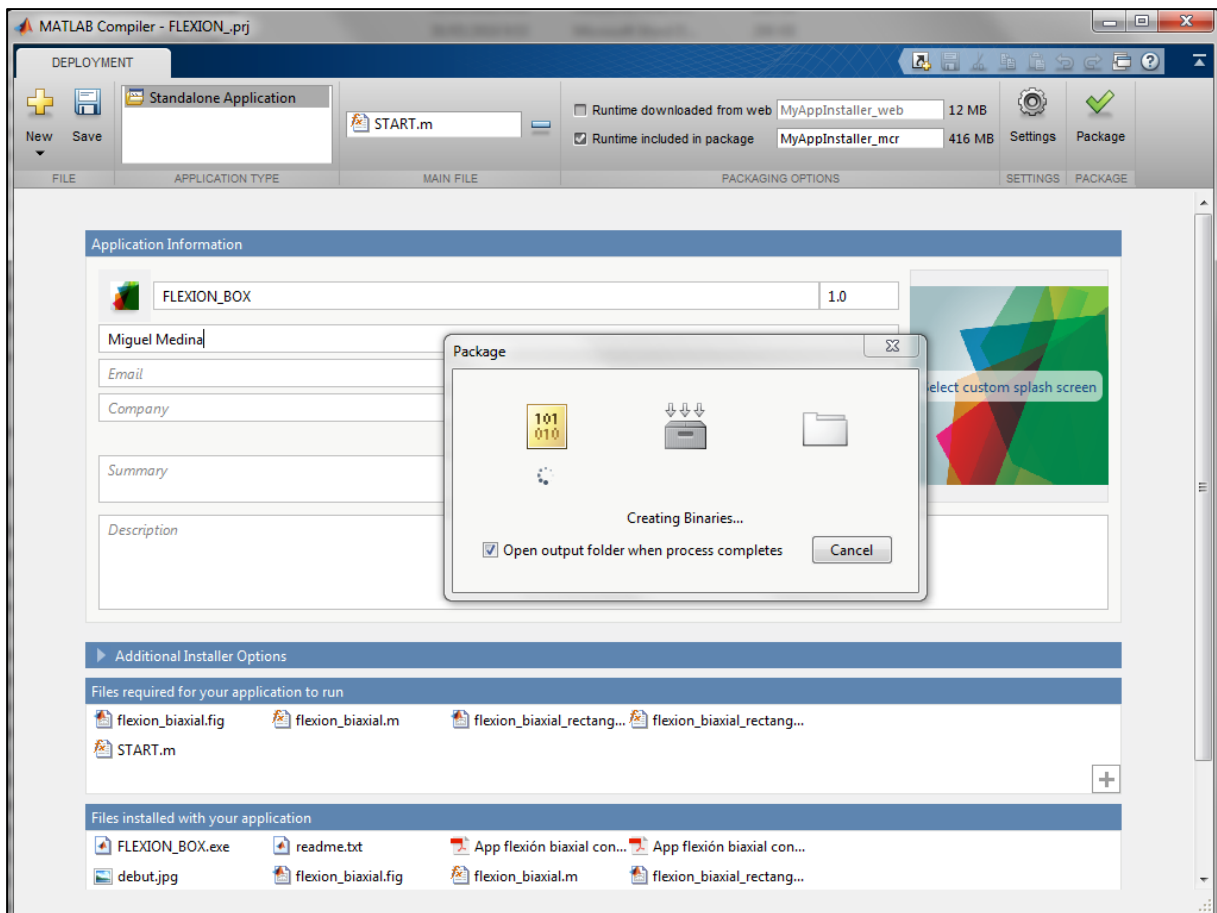 MATLAB Compiler - FLEXION_.prj
DEPLOYMENT
New
Save
Standalone Application
START.m
Runtime downloaded from web MyAppInstaller_web 12 MB
Runtime included in package MyAppInstaller_mcr 416 MB
Settings
Package
FILE
APPLICATION TYPE
MAIN FILE
PACKAGING OPTIONS
SETTINGS
PACKAGE
Application Information
FLEXION_BOX
1.0
Miguel Medina
Email
Company
Summary
Description
Select custom splash screen
Package
101
010
Creating Binaries...
Open output folder when process completes
Cancel
Additional Installer Options
Files required for your application to run
flexion_biaxial.fig
flexion_biaxial.m
flexion_biaxial_rectang...
flexion_biaxial_rectang...
START.m
Files installed with your application
FLEXION_BOX.exe
readme.txt
App flexión biaxial con...
App flexión biaxial con...
debut.jpg
flexion_biaxial.fig
flexion_biaxial.m
flexion_biaxial_rectang...